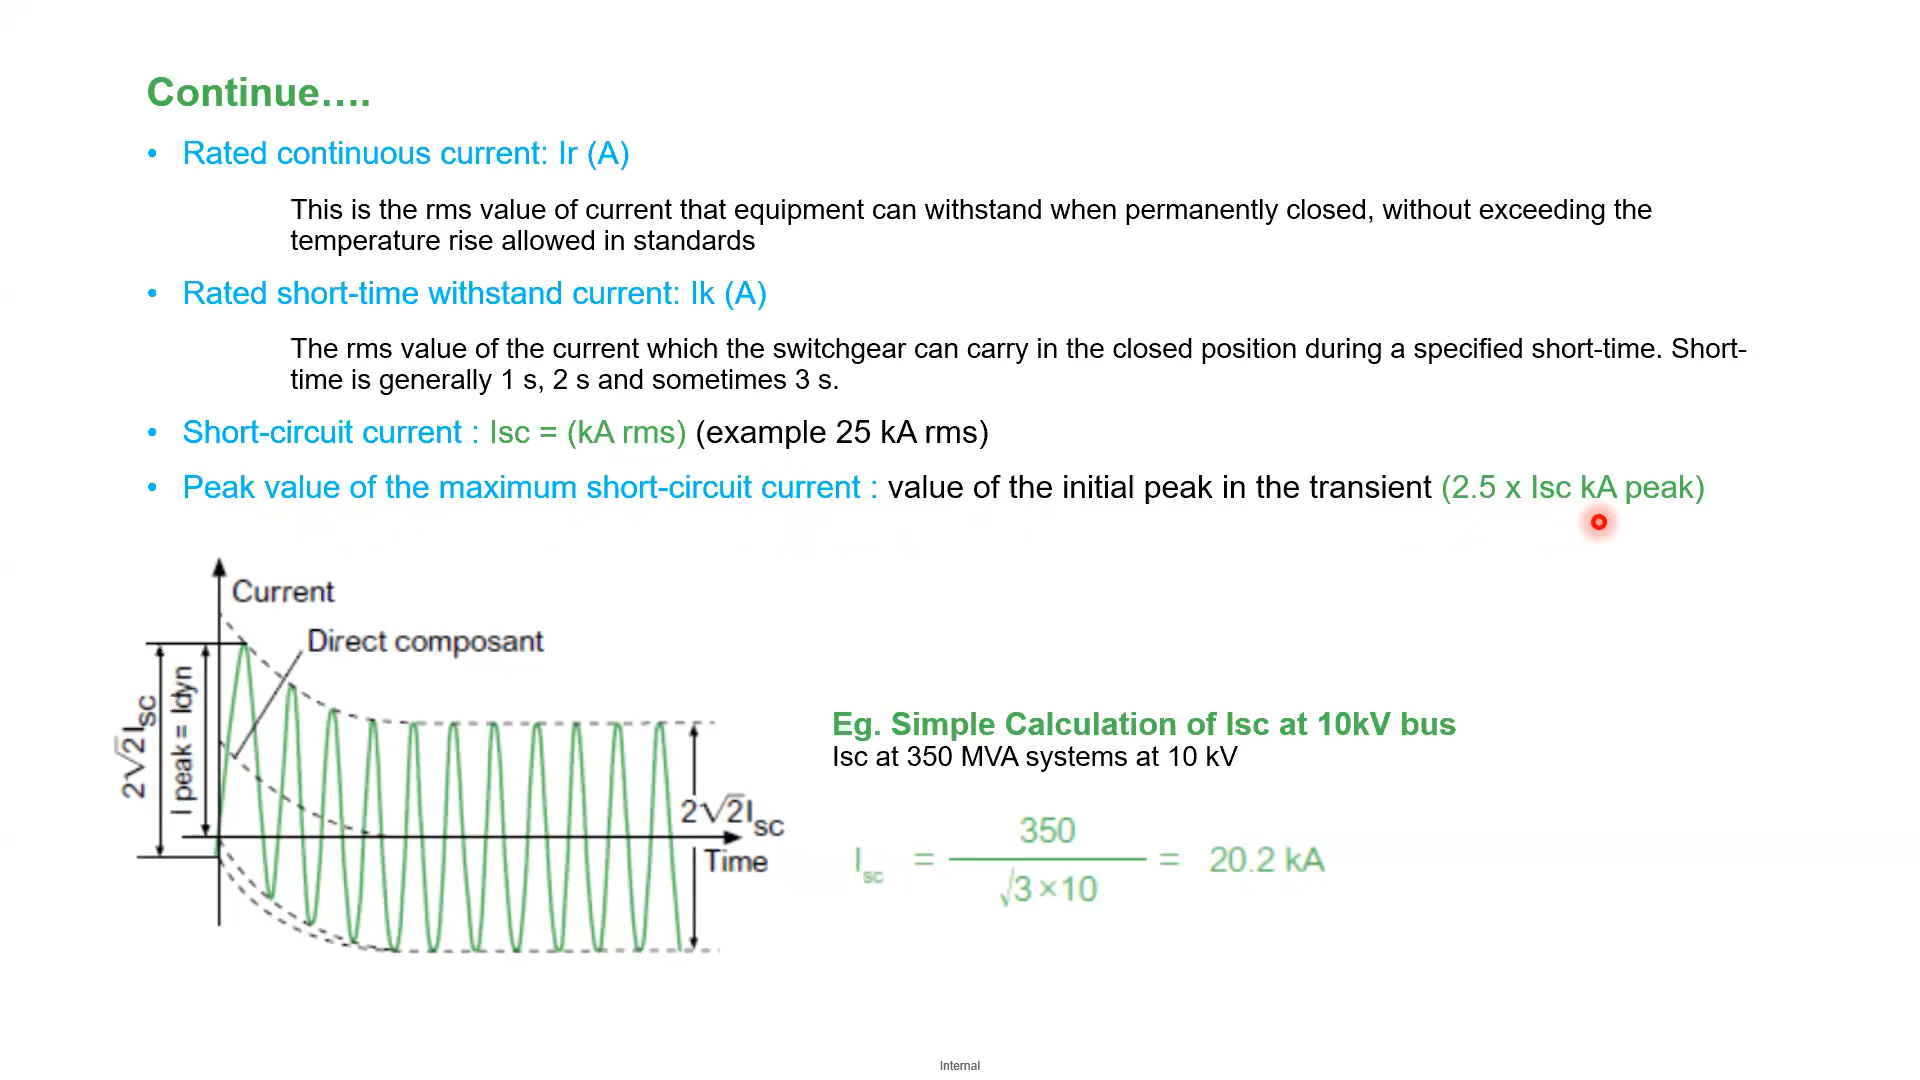 Continue….
• Rated continuous current: Ir (A)
This is the rms value of current that equipment can withstand when permanently closed, without exceeding the
temperature rise allowed in standards
• Rated short-time withstand current: Ik (A)
The rms value of the current which the switchgear can carry in the closed position during a specified short-time. Short-
time is generally 1 s, 2 s and sometimes 3 s.
• Short-circuit current : Isc = (kA rms) (example 25 kA rms)
• Peak value of the maximum short-circuit current : value of the initial peak in the transient (2.5 x Isc kA peak)
Current
Direct composant
2√2Isc
I peak = Idyn
2√2Isc
Time
Eg. Simple Calculation of Isc at 10kV bus
Isc at 350 MVA systems at 10 kV
350
Isc = = 20.2 kA
√3×10
Internal